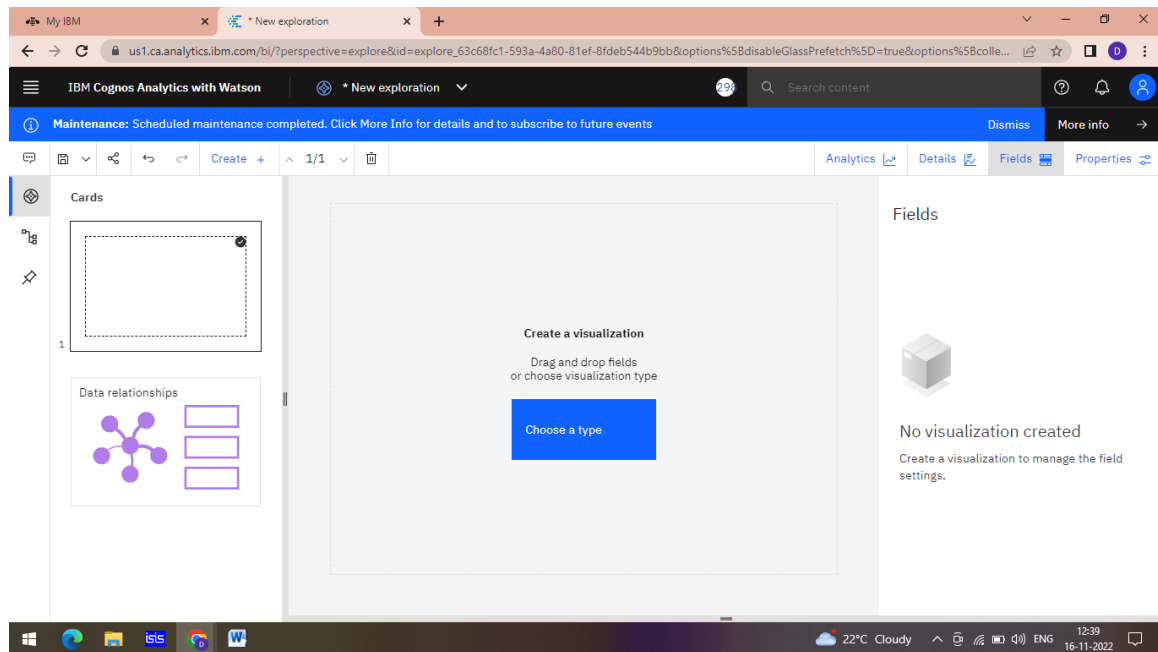 My IBM
* New exploration
us1.ca.analytics.ibm.com/bi/?perspective=explore&id=explore_63c68fc1-593a-4a80-81ef-8fdeb544b9bb&options%5BdisableGlassPrefetch%5D=true&options%5Bcolle...
D
IBM Cognos Analytics with Watson
* New exploration
Search content
Maintenance: Scheduled maintenance completed. Click More Info for details and to subscribe to future events
Dismiss
More info
Create +
1/1
Analytics
Details
Fields
Properties
Cards
1
Data relationships
Create a visualization
Drag and drop fields
or choose visualization type
Choose a type
Fields
No visualization created
Create a visualization to manage the field
settings.
isis
22°C Cloudy
ENG
12:39
16-11-2022